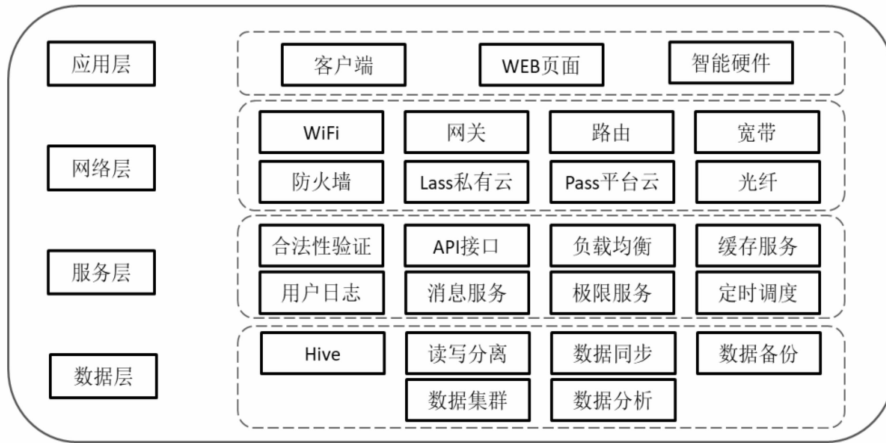 应用层
客户端 WEB页面 智能硬件
网络层
WiFi 网关 路由 宽带
防火墙 Lass私有云 Pass平台云 光纤
服务层
合法性验证 API接口 负载均衡 缓存服务
用户日志 消息服务 极限服务 定时调度
数据层
Hive 读写分离 数据同步 数据备份
数据集群 数据分析